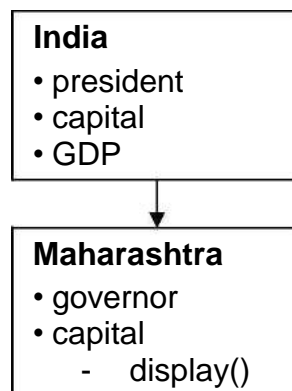 India
• president
• capital
• GDP
Maharashtra
• governor
• capital
- display()